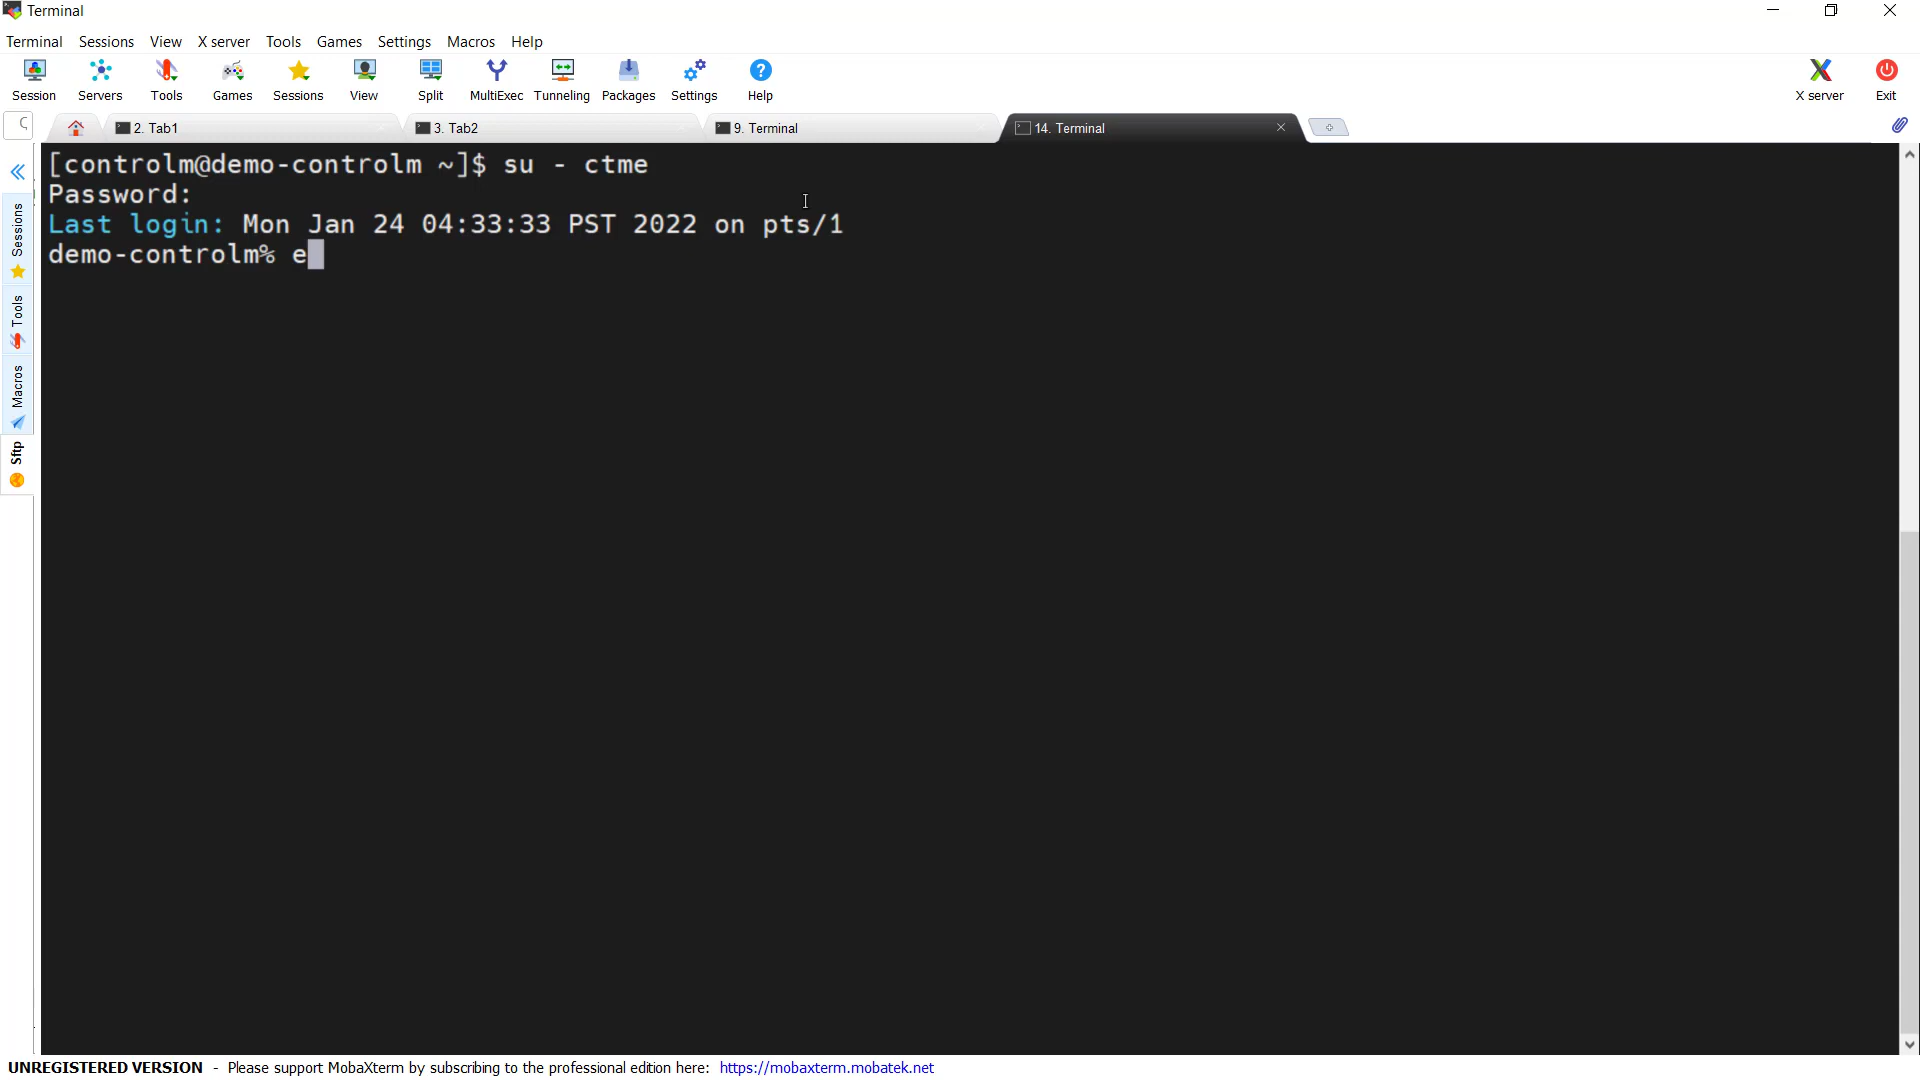 Terminal
Terminal Sessions View X server Tools Games Settings Macros Help
Session Servers Tools Games Sessions View Split MultiExec Tunneling Packages Settings Help X server Exit
2. Tab1 3. Tab2 9. Terminal 14. Terminal
[controlm@demo-controlm ~]$ su - ctme
Password:
Last login: Mon Jan 24 04:33:33 PST 2022 on pts/1
demo-controlm% e
Sessions
Tools
Macros
Sftp
UNREGISTERED VERSION - Please support MobaXterm by subscribing to the professional edition here: https://mobaxterm.mobatek.net